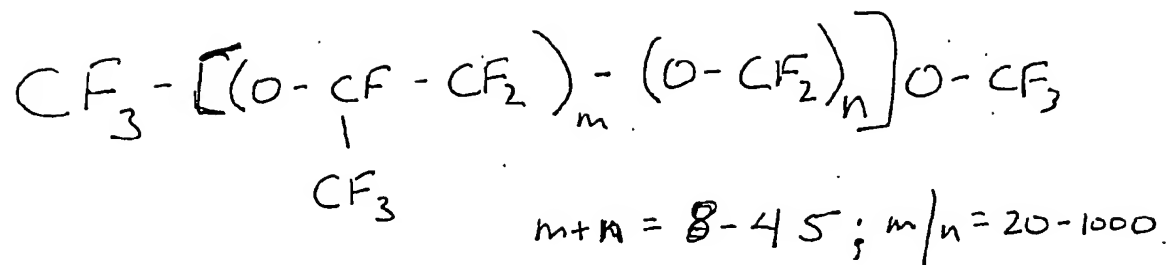 CF₃-[(O-CF-CF₂)ₘ-(O-CF₂)ₙ]O-CF₃
CF₃
m+n = 8-45; m/n = 20-1000.